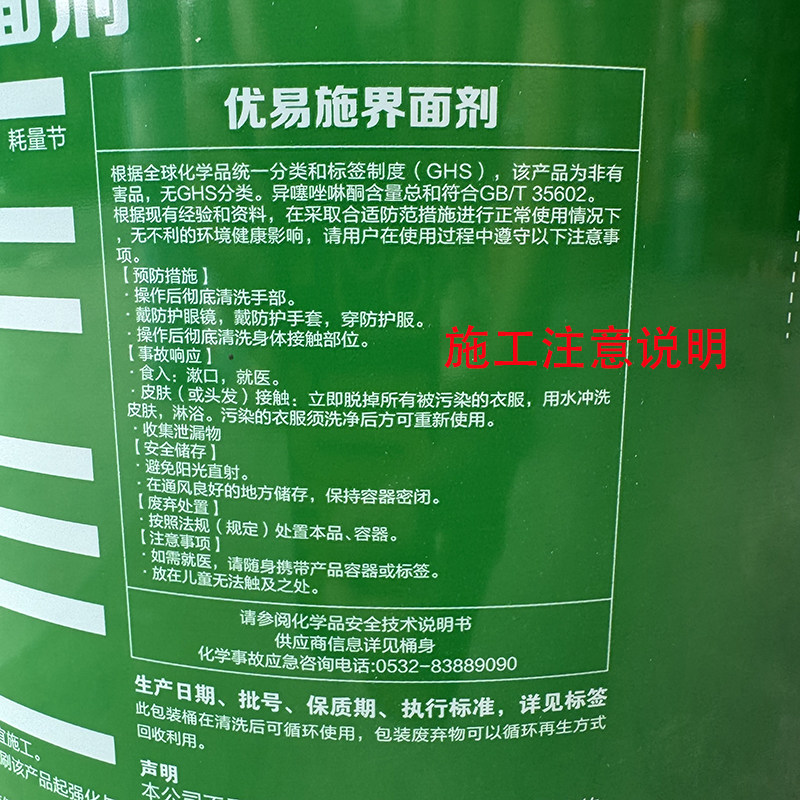 面剂
耗量节
优易施界面剂
根据全球化学品统一分类和标签制度（GHS），该产品为非有
害品，无GHS分类。异噻唑啉酮含量总和符合GB/T 35602。
根据现有经验和资料，在采取合适防范措施进行正常使用情况下
，无不利的环境健康影响，请用户在使用过程中遵守以下注意事
项。
【预防措施】
·操作后彻底清洗手部。
·戴防护眼镜，戴防护手套，穿防护服。
·操作后彻底清洗身体接触部位。
施工注意说明
【事故响应】
·食入：漱口，就医。
·皮肤（或头发）接触：立即脱掉所有被污染的衣服，用水冲洗
皮肤，淋浴。污染的衣服须洗净后方可重新使用。
·收集泄漏物
【安全储存】
·避免阳光直射。
·在通风良好的地方储存，保持容器密闭。
【废弃处置】
·按照法规（规定）处置本品、容器。
【注意事项】
·如需就医，请随身携带产品容器或标签。
·放在儿童无法触及之处。
请参阅化学品安全技术说明书
供应商信息详见桶身
化学事故应急咨询电话:0532-83889090
生产日期、批号、保质期、执行标准，详见标签
此包装桶在清洗后可循环使用，包装废弃物可以循环再生方式
回收利用。
宜施工。
涮该产品起强化与
声明
本公司不